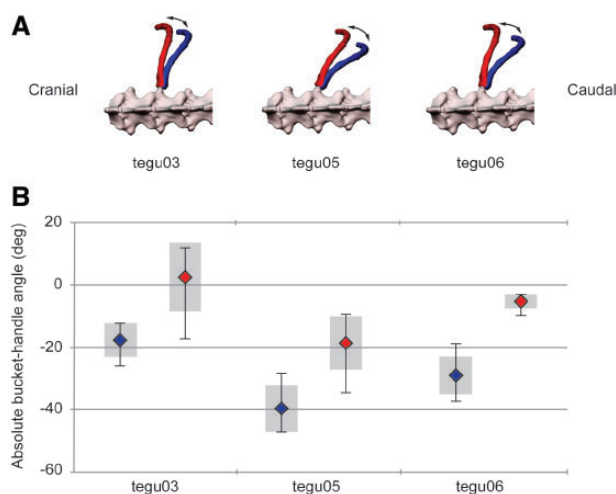 A
Cranial
Caudal
tegu03 tegu05 tegu06
B
Absolute bucket-handle angle (deg)
20
0
-20
-40
-60
tegu03 tegu05 tegu06